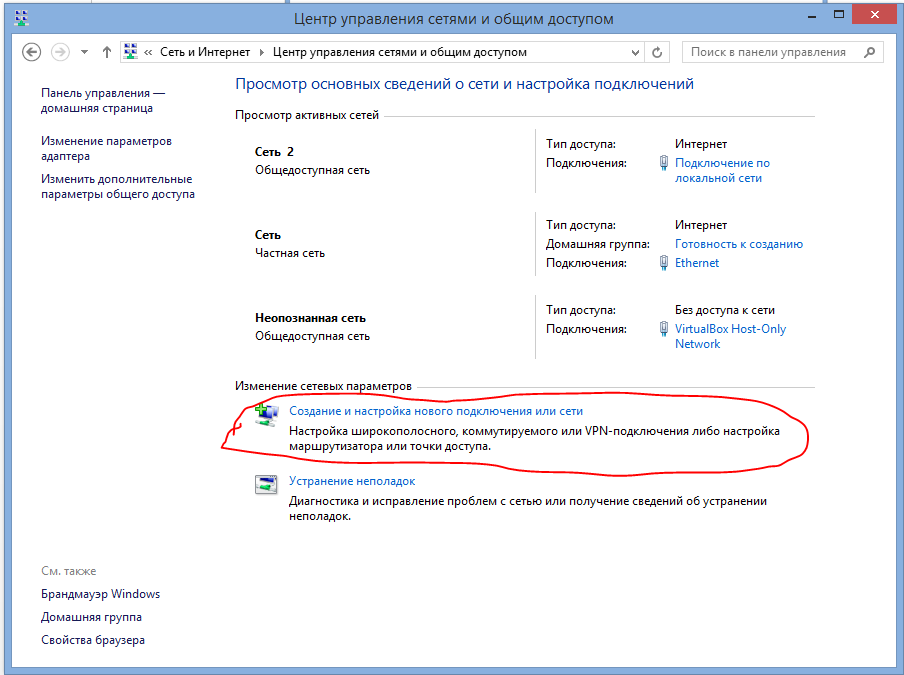 Центр управления сетями и общим доступом
« Сеть и Интернет › Центр управления сетями и общим доступом
Поиск в панели управления
Панель управления —
домашняя страница
Изменение параметров
адаптера
Изменить дополнительные
параметры общего доступа
Просмотр основных сведений о сети и настройка подключений
Просмотр активных сетей
Сеть 2
Общедоступная сеть
Тип доступа: Интернет
Подключения: Подключение по
локальной сети
Сеть
Частная сеть
Тип доступа: Интернет
Домашняя группа: Готовность к созданию
Подключения: Ethernet
Неопознанная сеть
Общедоступная сеть
Тип доступа: Без доступа к сети
Подключения: VirtualBox Host-Only
Network
Изменение сетевых параметров
Создание и настройка нового подключения или сети
Настройка широкополосного, коммутируемого или VPN-подключения либо настройка
маршрутизатора или точки доступа.
Устранение неполадок
Диагностика и исправление проблем с сетью или получение сведений об устранении
неполадок.
См. также
Брандмауэр Windows
Домашняя группа
Свойства браузера